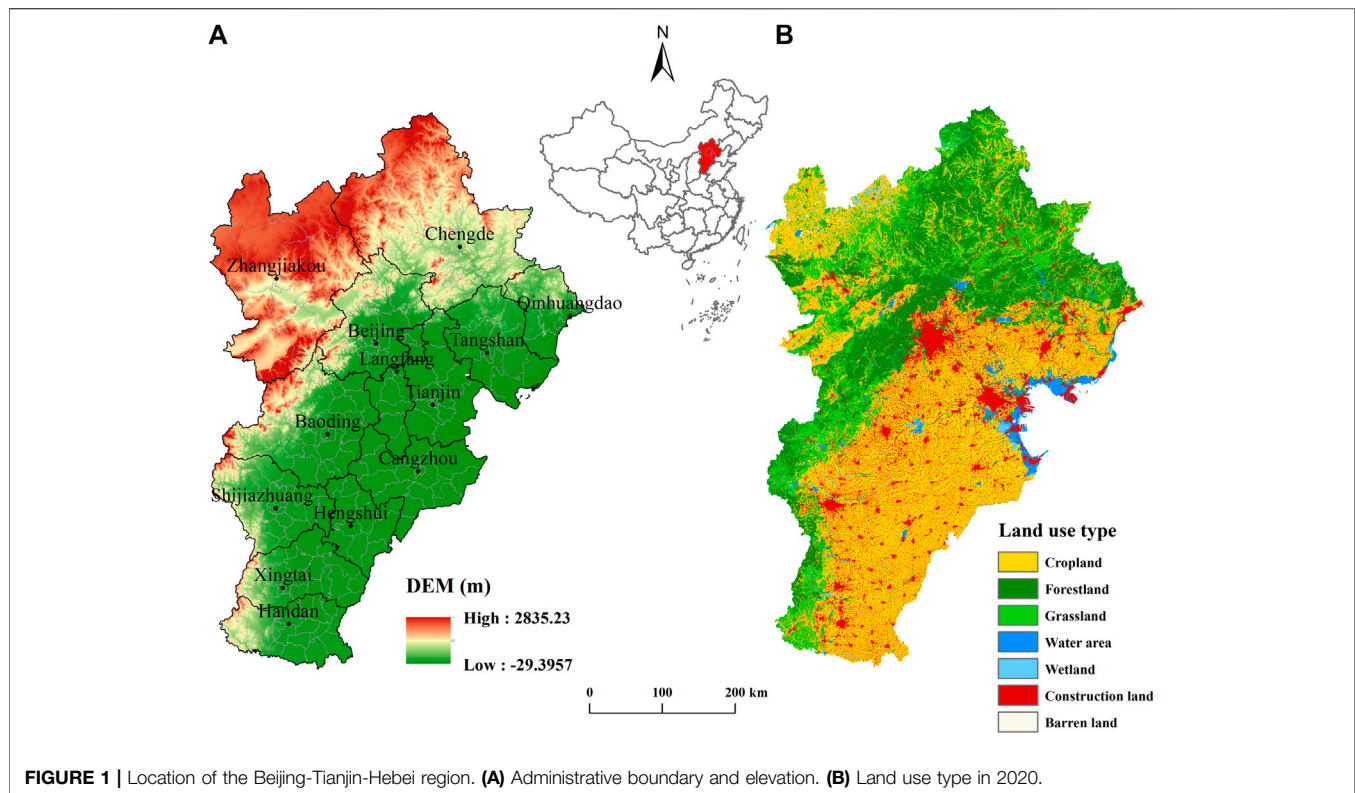 A
N
B
Chengde
Zhangjiakou
Qinhuangdao
Beijing
Tangshan
Langfang
Tianjin
Baoding
Cangzhou
Shijiazhuang
Hengshui
Xingtai
Handan
DEM (m)
High : 2835.23
Low : -29.3957
0 100 200 km
Land use type
Cropland
Forestland
Grassland
Water area
Wetland
Construction land
Barren land
FIGURE 1 | Location of the Beijing-Tianjin-Hebei region. (A) Administrative boundary and elevation. (B) Land use type in 2020.